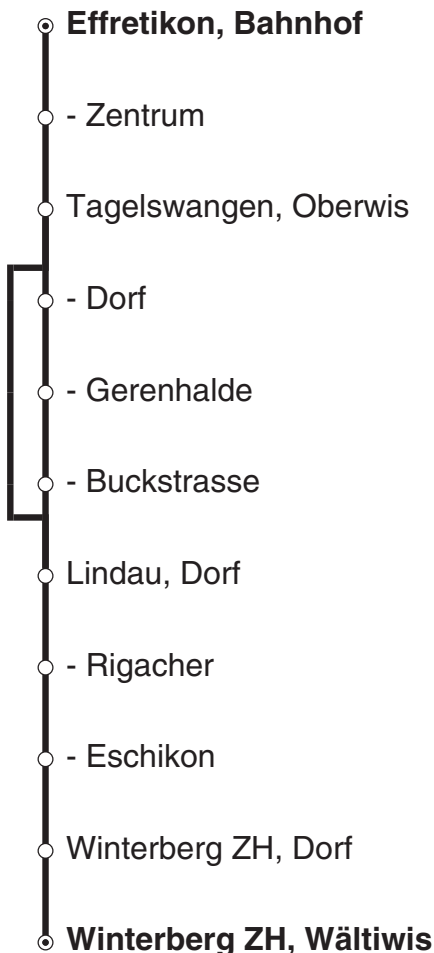 Effretikon, Bahnhof
- Zentrum
Tagelswangen, Oberwis
- Dorf
- Gerenhalde
- Buckstrasse
Lindau, Dorf
- Rigacher
- Eschikon
Winterberg ZH, Dorf
Winterberg ZH, Wältiwis